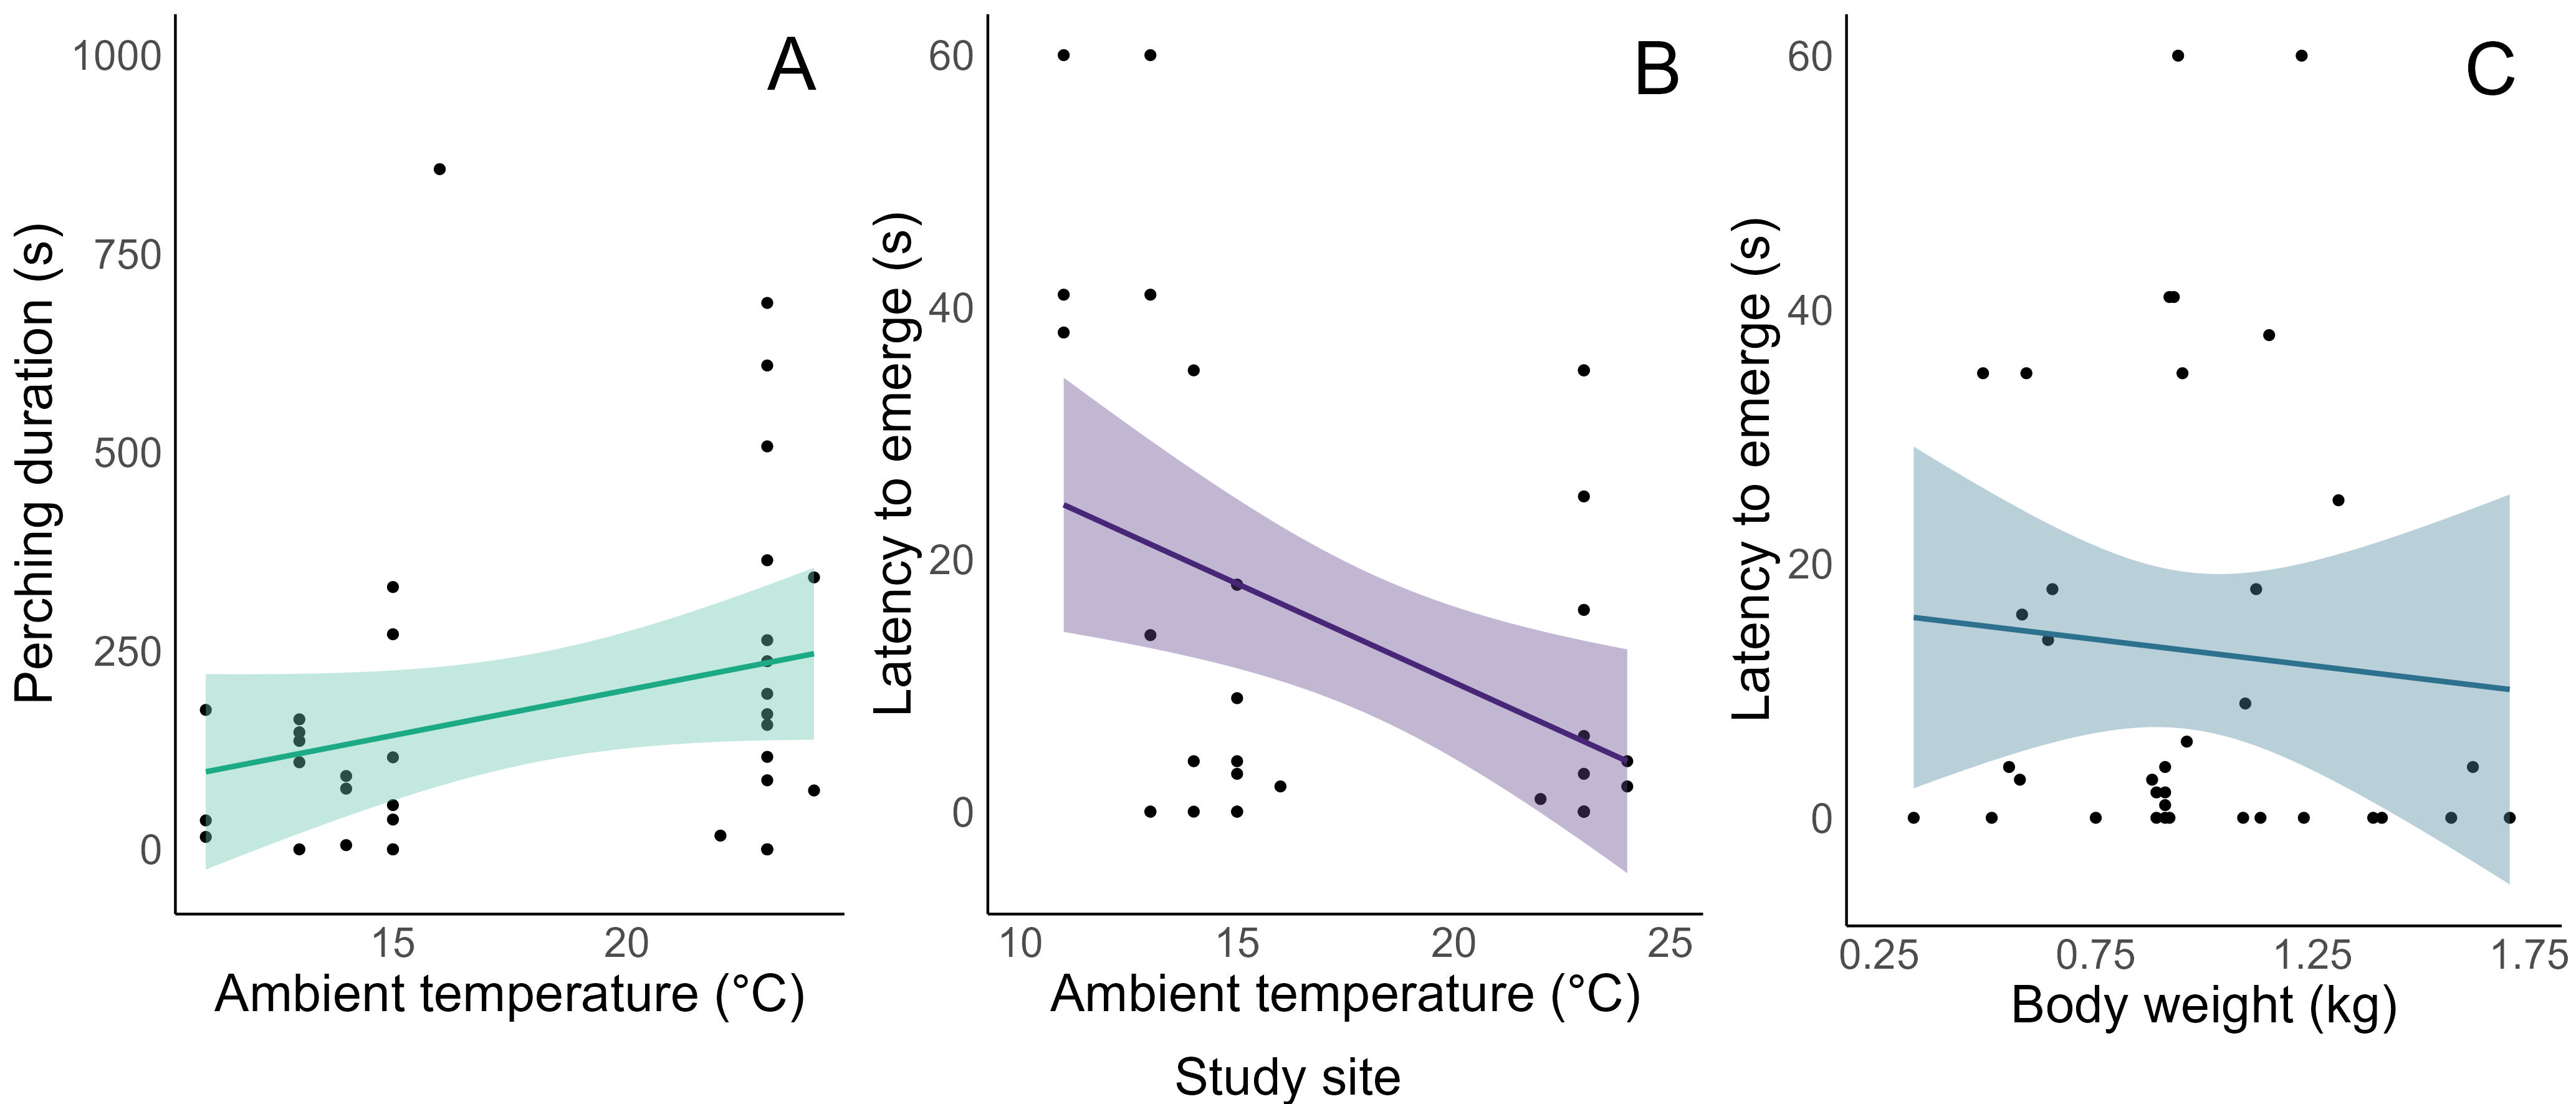 A
Perching duration (s)
1000
750
500
250
0
15 20
Ambient temperature (°C)
B
Latency to emerge (s)
60
40
20
0
10 15 20 25
Ambient temperature (°C)
C
Latency to emerge (s)
60
40
20
0
0.25 0.75 1.25 1.75
Body weight (kg)
Study site